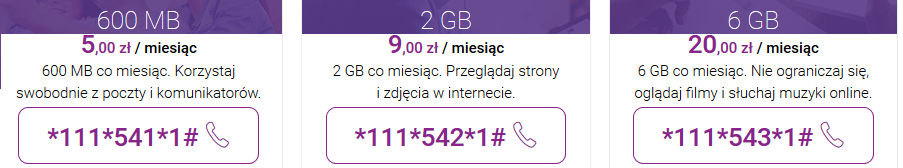 600 MB
5,00 zł / miesiąc
600 MB co miesiąc. Korzystaj
swobodnie z poczty i komunikatorów.
*111*541*1#
2 GB
9,00 zł / miesiąc
2 GB co miesiąc. Przeglądaj strony
i zdjęcia w internecie.
*111*542*1#
6 GB
20,00 zł / miesiąc
6 GB co miesiąc. Nie ograniczaj się,
oglądaj filmy i słuchaj muzyki online.
*111*543*1#